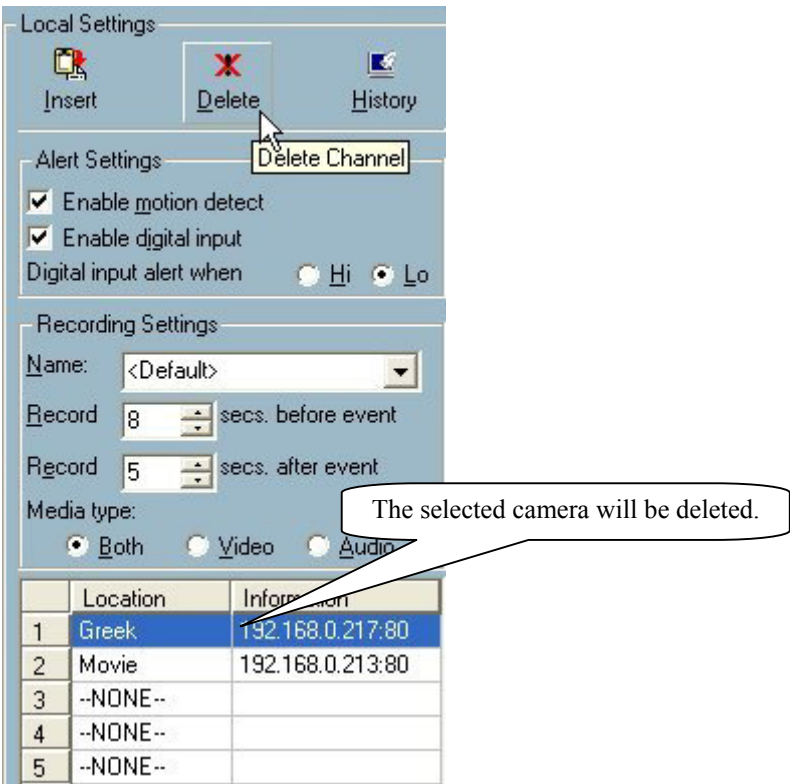 Local Settings
Insert Delete History
Delete Channel
Alert Settings
Enable motion detect
Enable digital input
Digital input alert when Hi Lo
Recording Settings
Name: <Default>
Record 8 secs. before event
Record 5 secs. after event
Media type:
The selected camera will be deleted.
Both Video Audio
Location Information
1 Greek 192.168.0.217:80
2 Movie 192.168.0.213:80
3 --NONE--
4 --NONE--
5 --NONE--